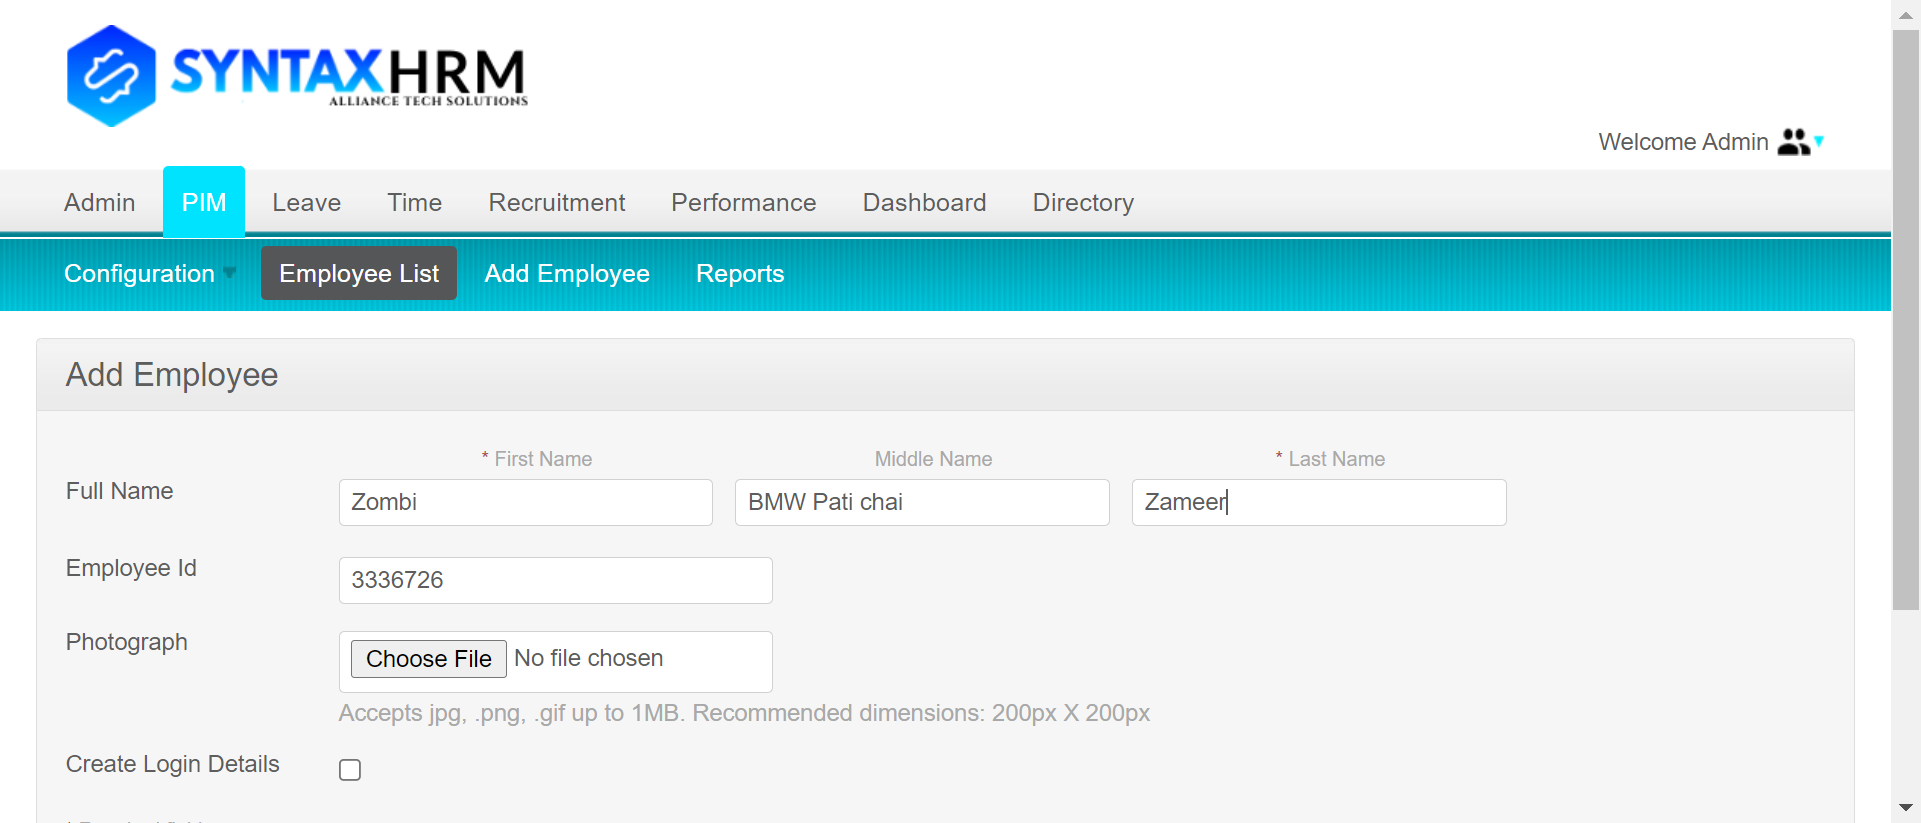 SYNTAXHRM
ALLIANCE TECH SOLUTIONS
Welcome Admin
Admin PIM Leave Time Recruitment Performance Dashboard Directory
Configuration Employee List Add Employee Reports
Add Employee
* First Name Middle Name * Last Name
Full Name Zombi BMW Pati chai Zameer
Employee Id 3336726
Photograph Choose File No file chosen
Accepts jpg, .png, .gif up to 1MB. Recommended dimensions: 200px X 200px
Create Login Details